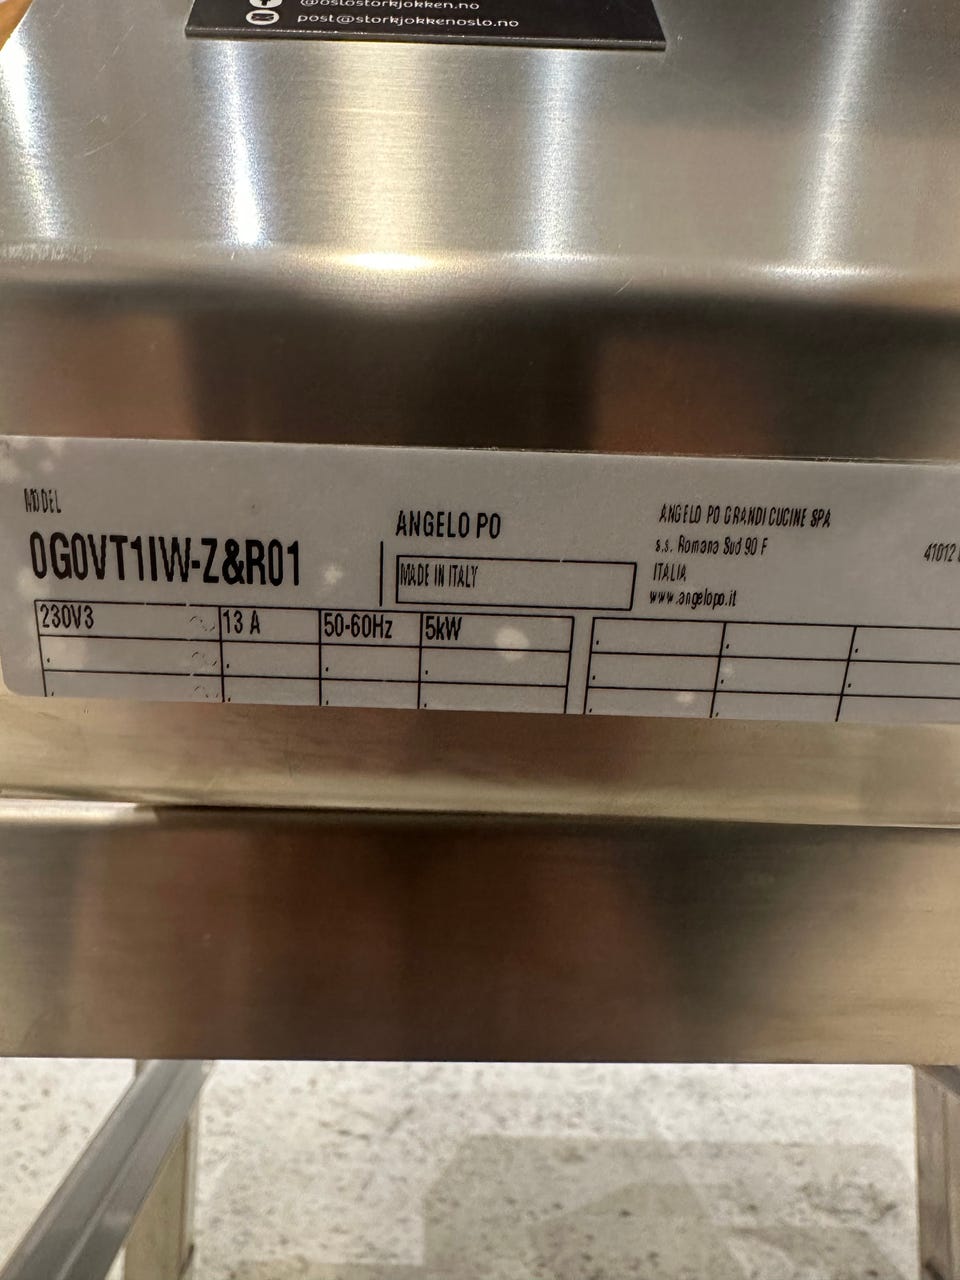 @oslostorkjokken.no
post@storkjokkenoslo.no
MODEL
0G0VT1IW-Z&R01
ANGELO PO
MADE IN ITALY
ANGELO PO GRANDI CUCINE SPA
s.s. Romana Sud 90 F
41012
ITALIA
www.angelopo.it
230V3 ~ 13 A 50-60Hz 5kW
~
~